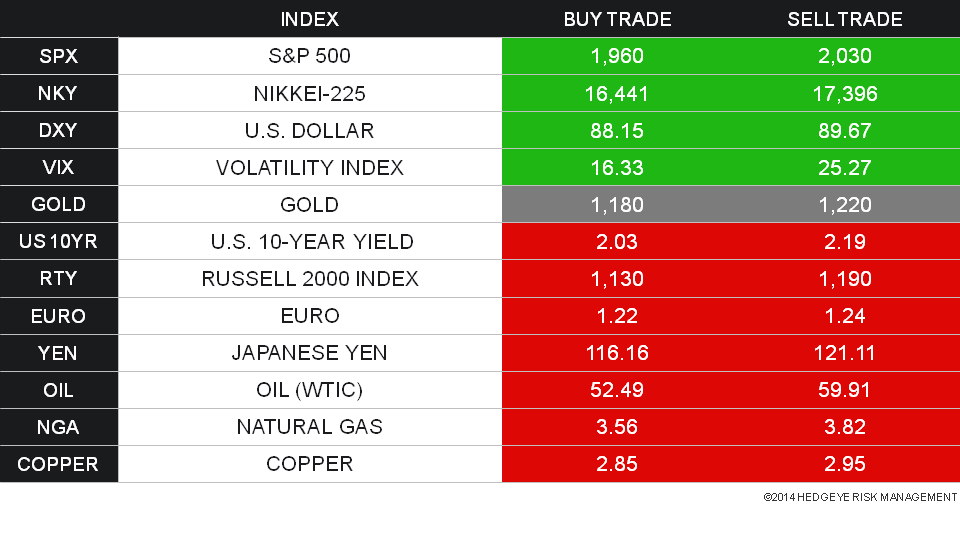 INDEX BUY TRADE SELL TRADE
SPX S&P 500 1,960 2,030
NKY NIKKEI-225 16,441 17,396
DXY U.S. DOLLAR 88.15 89.67
VIX VOLATILITY INDEX 16.33 25.27
GOLD GOLD 1,180 1,220
US 10YR U.S. 10-YEAR YIELD 2.03 2.19
RTY RUSSELL 2000 INDEX 1,130 1,190
EURO EURO 1.22 1.24
YEN JAPANESE YEN 116.16 121.11
OIL OIL (WTIC) 52.49 59.91
NGA NATURAL GAS 3.56 3.82
COPPER COPPER 2.85 2.95
©2014 HEDGEYE RISK MANAGEMENT